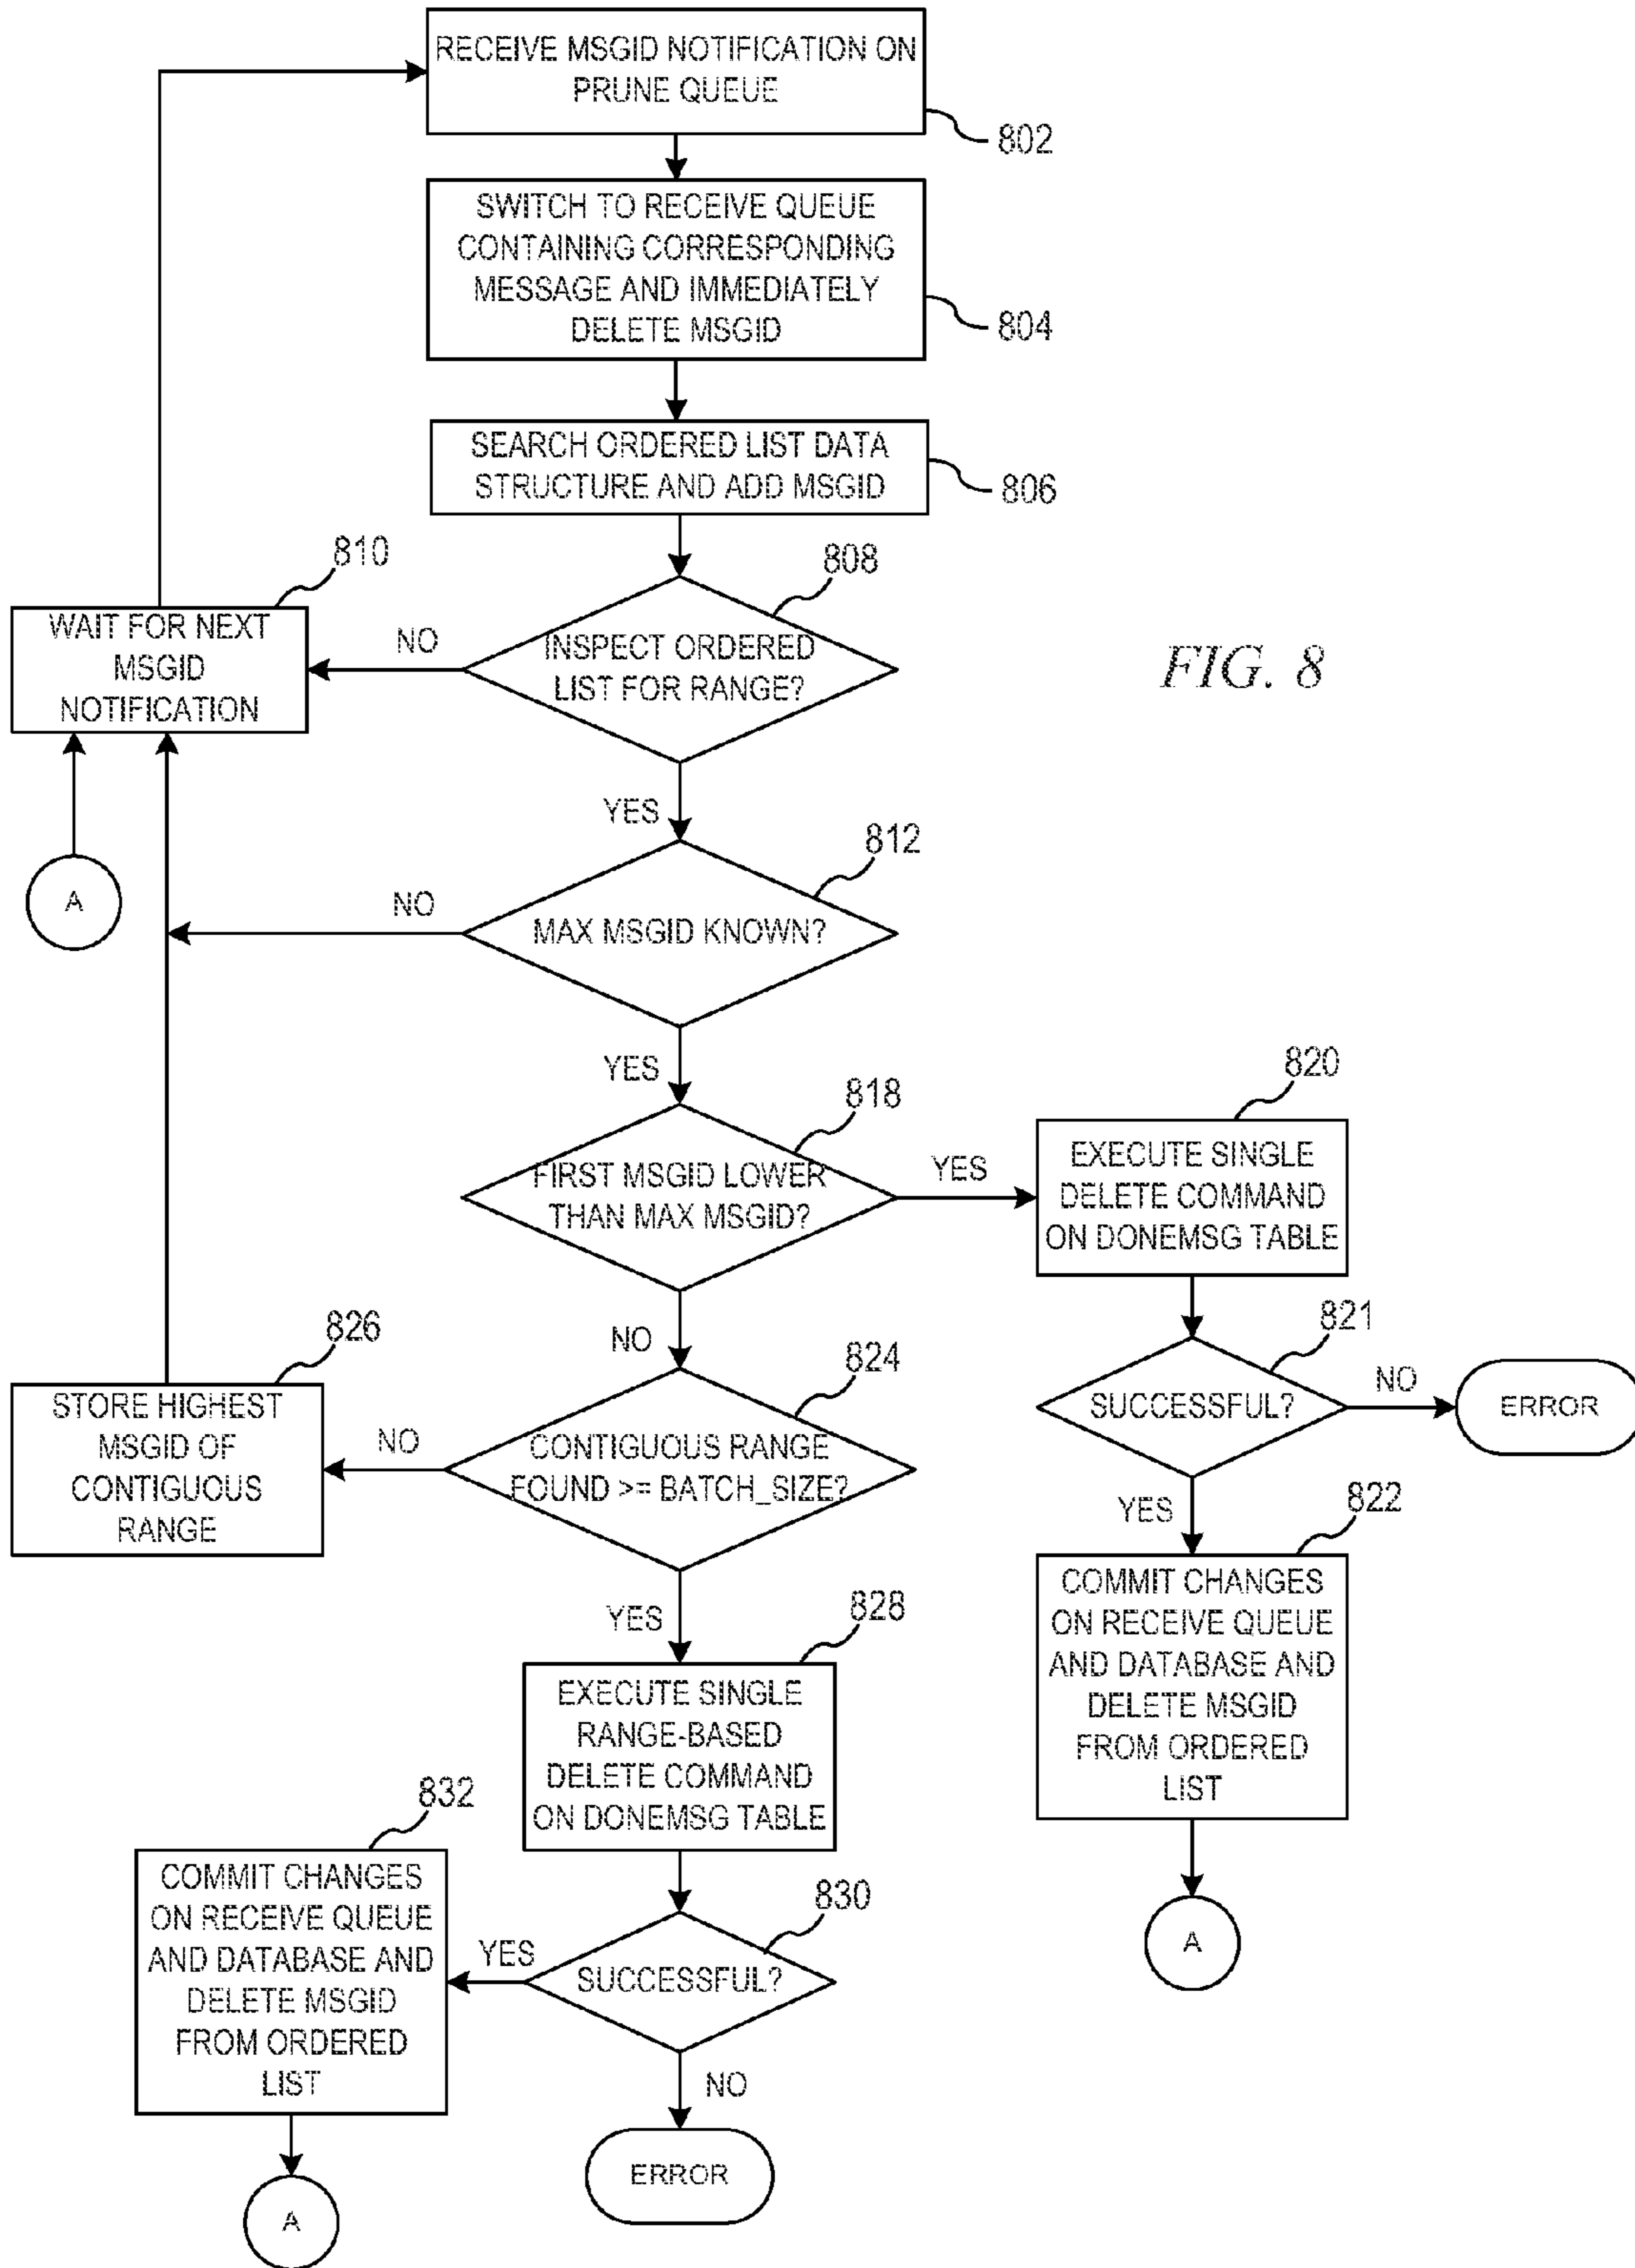 RECEIVE MSGID NOTIFICATION ON
PRUNE QUEUE
802
SWITCH TO RECEIVE QUEUE
CONTAINING CORRESPONDING
MESSAGE AND IMMEDIATELY
DELETE MSGID
804
SEARCH ORDERED LIST DATA
STRUCTURE AND ADD MSGID
806
810
WAIT FOR NEXT
MSGID
NOTIFICATION
NO
808
INSPECT ORDERED
LIST FOR RANGE?
FIG. 8
YES
A
NO
812
MAX MSGID KNOWN?
YES
818
FIRST MSGID LOWER
THAN MAX MSGID?
YES
820
EXECUTE SINGLE
DELETE COMMAND
ON DONEMSG TABLE
821
SUCCESSFUL?
NO
ERROR
YES
822
COMMIT CHANGES
ON RECEIVE QUEUE
AND DATABASE AND
DELETE MSGID
FROM ORDERED
LIST
A
NO
824
CONTIGUOUS RANGE
FOUND >= BATCH_SIZE?
NO
826
STORE HIGHEST
MSGID OF
CONTIGUOUS
RANGE
YES
828
EXECUTE SINGLE
RANGE-BASED
DELETE COMMAND
ON DONEMSG TABLE
830
SUCCESSFUL?
YES
832
COMMIT CHANGES
ON RECEIVE QUEUE
AND DATABASE AND
DELETE MSGID
FROM ORDERED
LIST
A
NO
ERROR